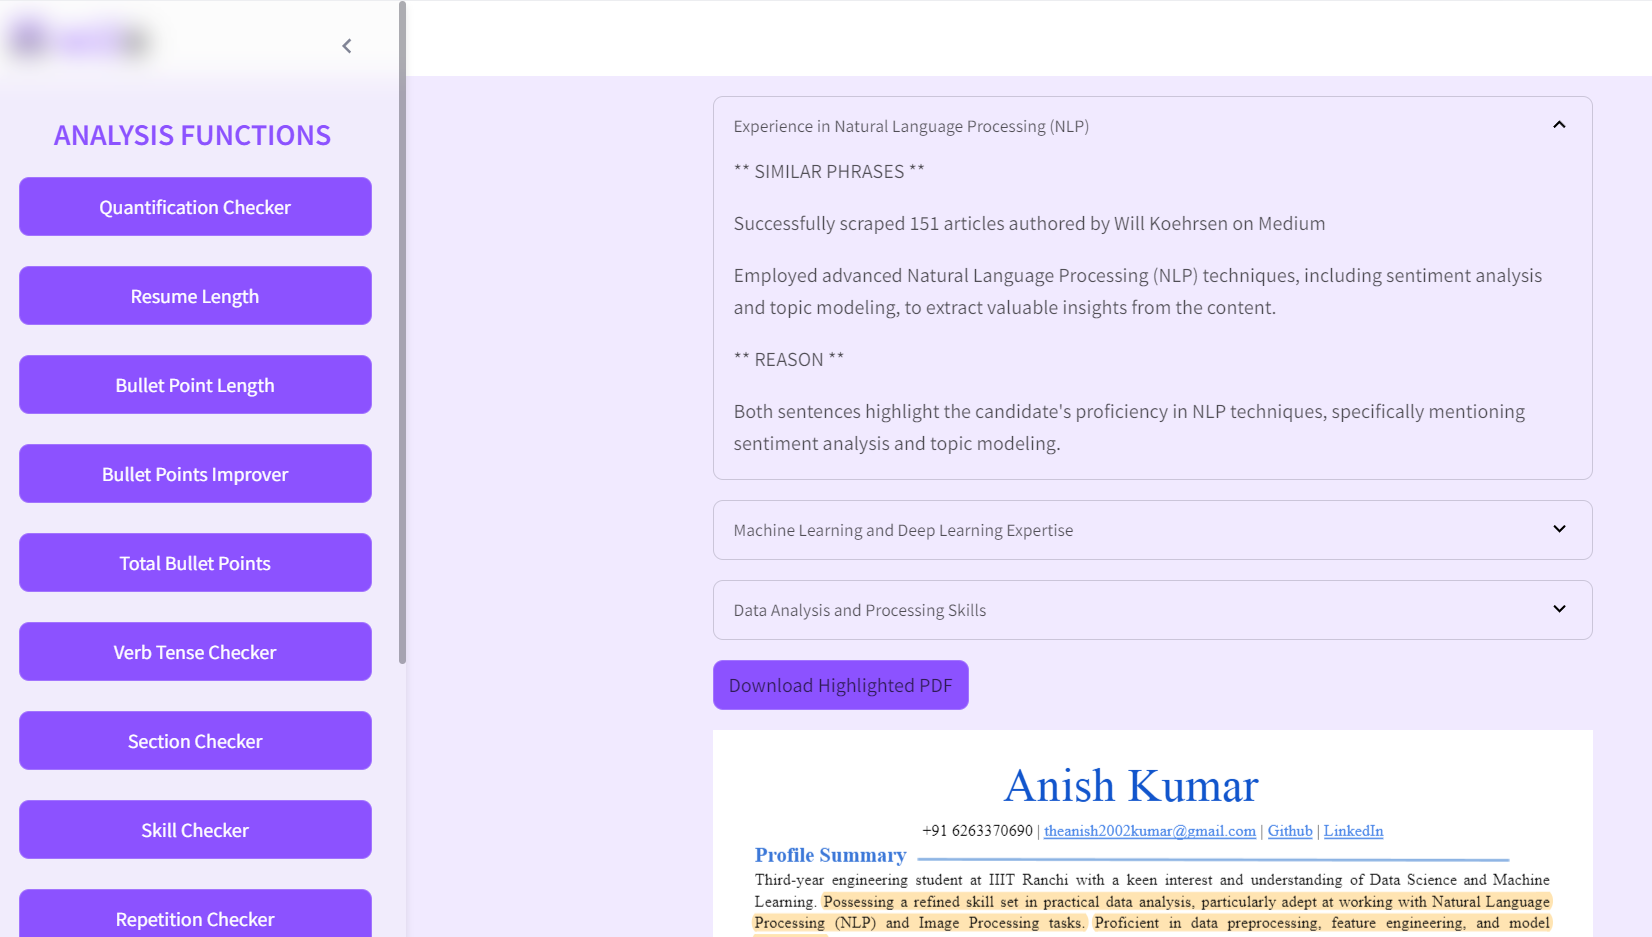 ANALYSIS FUNCTIONS
Quantification Checker
Resume Length
Bullet Point Length
Bullet Points Improver
Total Bullet Points
Verb Tense Checker
Section Checker
Skill Checker
Repetition Checker
Experience in Natural Language Processing (NLP)
** SIMILAR PHRASES **
Successfully scraped 151 articles authored by Will Koehrsen on Medium
Employed advanced Natural Language Processing (NLP) techniques, including sentiment analysis
and topic modeling, to extract valuable insights from the content.
** REASON **
Both sentences highlight the candidate's proficiency in NLP techniques, specifically mentioning
sentiment analysis and topic modeling.
Machine Learning and Deep Learning Expertise
Data Analysis and Processing Skills
Download Highlighted PDF
Anish Kumar
+91 6263370690 | theanish2002kumar@gmail.com | Github | LinkedIn
Profile Summary
Third-year engineering student at IIIT Ranchi with a keen interest and understanding of Data Science and Machine
Learning. Possessing a refined skill set in practical data analysis, particularly adept at working with Natural Language
Processing (NLP) and Image Processing tasks. Proficient in data preprocessing, feature engineering, and model